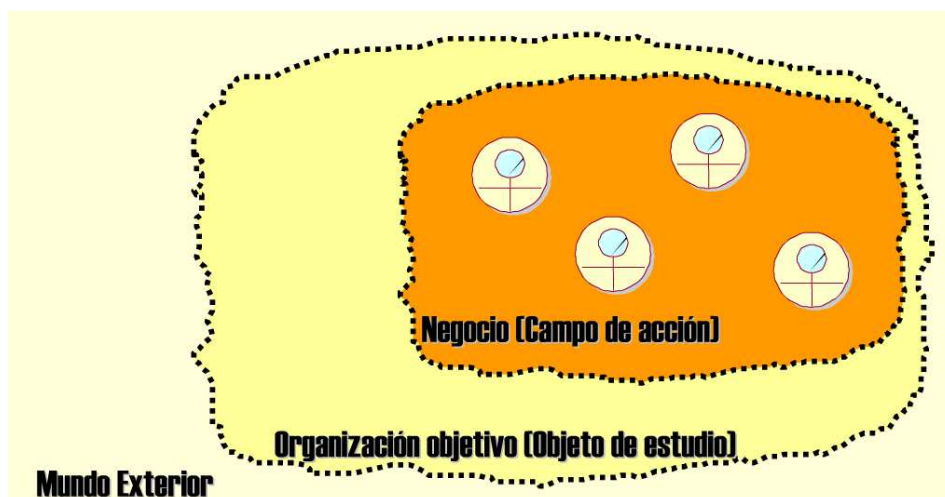 Negocio (Campo de acción)
Organización objetivo (Objeto de estudio)
Mundo Exterior